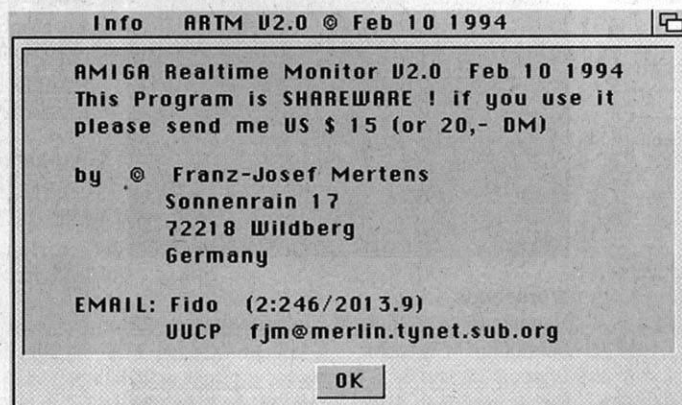 Info ARTM V2.0 © Feb 10 1994
AMIGA Realtime Monitor V2.0 Feb 10 1994
This Program is SHAREWARE ! if you use it
please send me US $ 15 (or 20,- DM)
by © Franz-Josef Mertens
Sonnenrain 17
72218 Wildberg
Germany
EMAIL: Fido (2:246/2013.9)
UUCP fjm@merlin.tynet.sub.org
OK